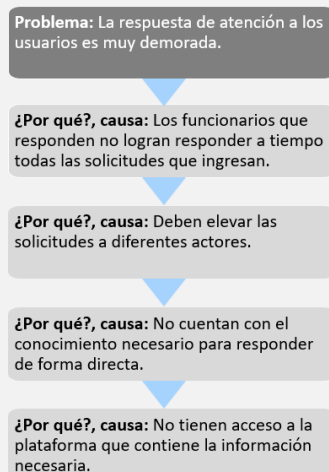 Problema: La respuesta de atención a los
usuarios es muy demorada.
¿Por qué?, causa: Los funcionarios que
responden no logran responder a tiempo
todas las solicitudes que ingresan.
¿Por qué?, causa: Deben elevar las
solicitudes a diferentes actores.
¿Por qué?, causa: No cuentan con el
conocimiento necesario para responder
de forma directa.
¿Por qué?, causa: No tienen acceso a la
plataforma que contiene la información
necesaria.